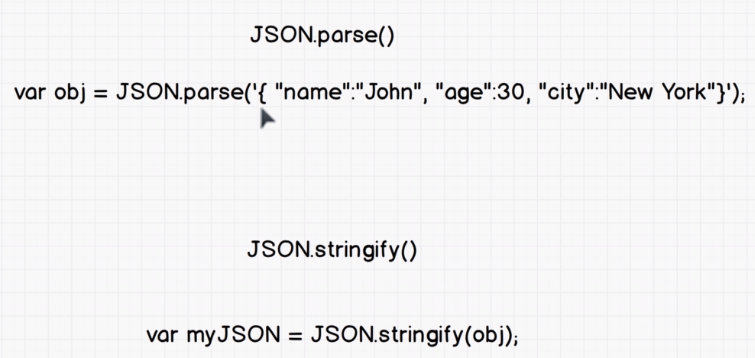 JSON.parse()
var obj = JSON.parse('{ "name":"John", "age":30, "city":"New York"}');
JSON.stringify()
var myJSON = JSON.stringify(obj);